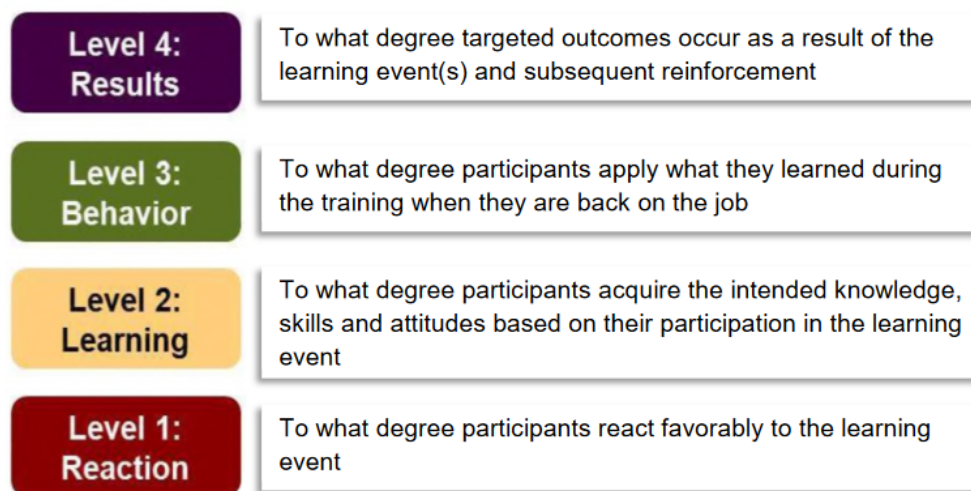 Level 4:
Results
To what degree targeted outcomes occur as a result of the
learning event(s) and subsequent reinforcement
Level 3:
Behavior
To what degree participants apply what they learned during
the training when they are back on the job
Level 2:
Learning
To what degree participants acquire the intended knowledge,
skills and attitudes based on their participation in the learning
event
Level 1:
Reaction
To what degree participants react favorably to the learning
event